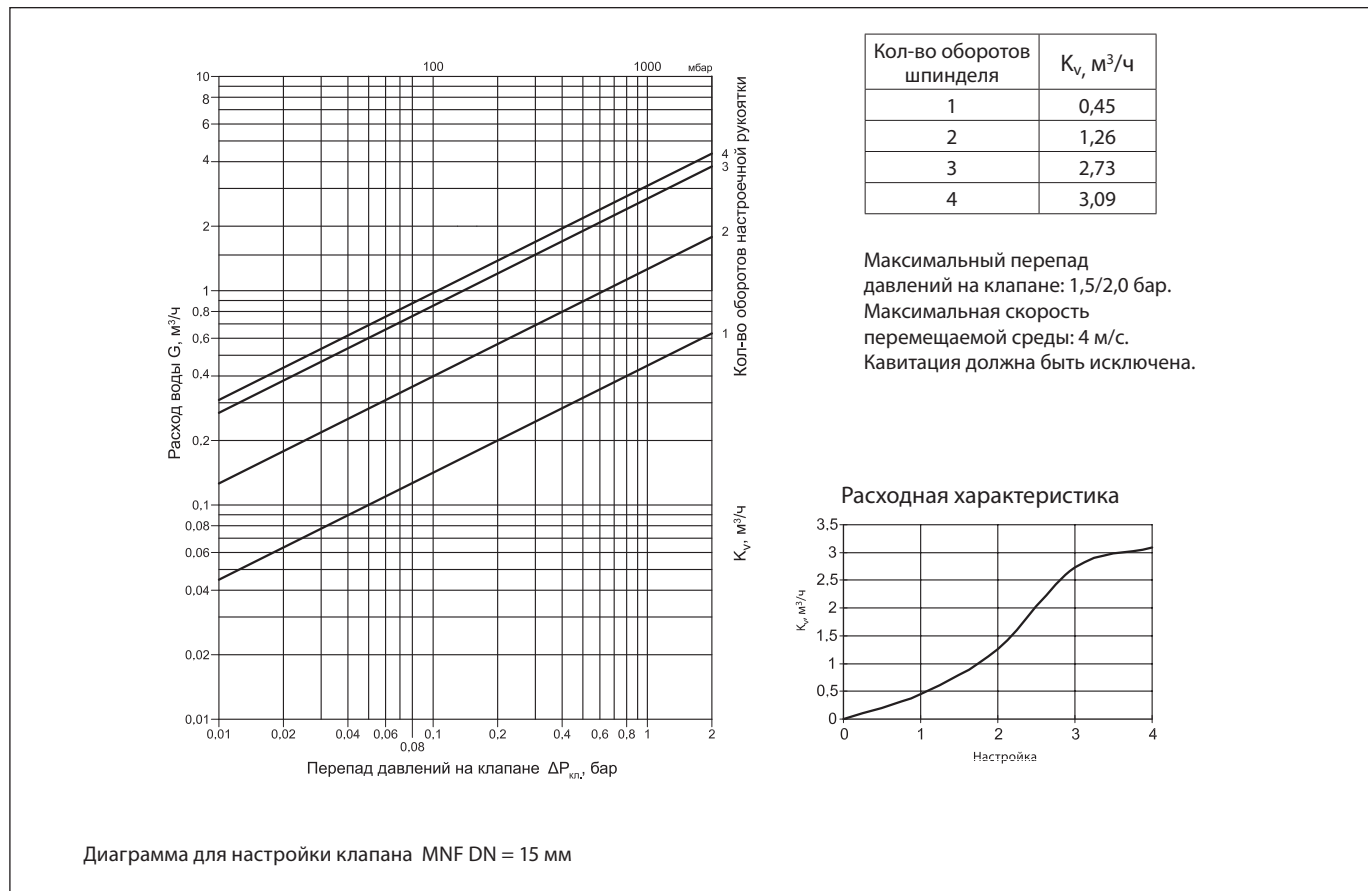 100
1000
мбар
10
8
6
4
2
1
0,8
0,6
0,4
0,2
0,1
0,08
0,06
0,04
0,02
0,01
Расход воды G, м³/ч
4
3
2
1
Кол-во оборотов настроечной рукоятки
Kᵥ, м³/ч
0,01
0,02
0,04
0,06
0,08
0,1
0,2
0,4
0,6
0,8
1
2
Перепад давлений на клапане ΔPкл., бар
Кол-во оборотов
шпинделя
Kᵥ, м³/ч
1 0,45
2 1,26
3 2,73
4 3,09
Максимальный перепад
давлений на клапане: 1,5/2,0 бар.
Максимальная скорость
перемещаемой среды: 4 м/с.
Кавитация должна быть исключена.
Расходная характеристика
3,5
3
2,5
2
1,5
1
0,5
0
Kᵥ, м³/ч
0 1 2 3 4
Настройка
Диаграмма для настройки клапана MNF DN = 15 мм